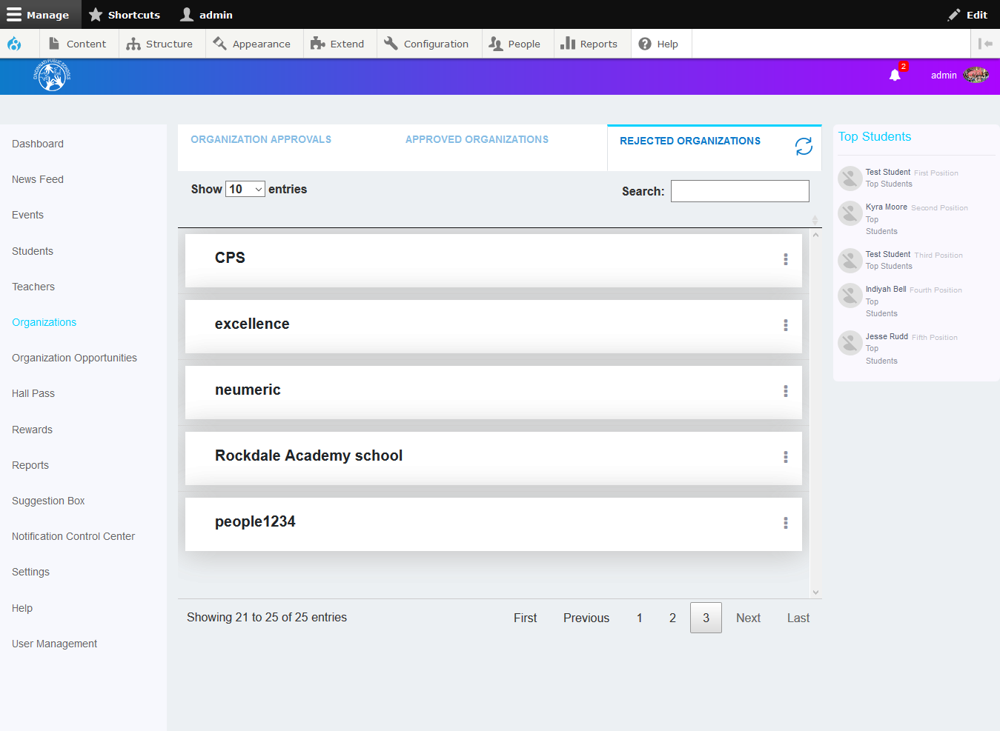 Manage Shortcuts admin Edit
Content Structure Appearance Extend Configuration People Reports Help
CINCINNATI PUBLIC SCHOOLS
2
admin
Dashboard
News Feed
Events
Students
Teachers
Organizations
Organization Opportunities
Hall Pass
Rewards
Reports
Suggestion Box
Notification Control Center
Settings
Help
User Management
ORGANIZATION APPROVALS APPROVED ORGANIZATIONS REJECTED ORGANIZATIONS
Show 10 entries Search:
CPS
excellence
neumeric
Rockdale Academy school
people1234
Showing 21 to 25 of 25 entries First Previous 1 2 3 Next Last
Top Students
Test Student First Position
Top Students
Kyra Moore Second Position
Top
Students
Test Student Third Position
Top Students
Indiyah Bell Fourth Position
Top
Students
Jesse Rudd Fifth Position
Top
Students